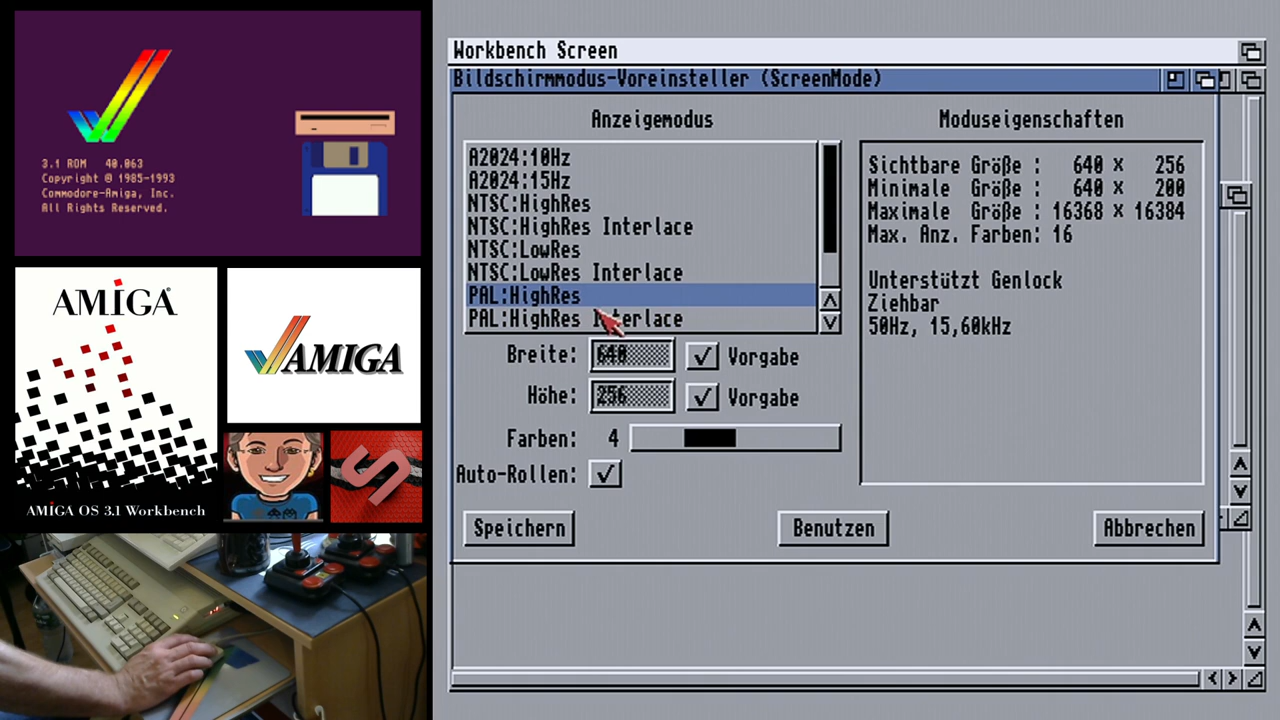 3.1 ROM 40.063
Copyright © 1985-1993
Commodore-Amiga, Inc.
All Rights Reserved.
AMIGA
AMIGA OS 3.1 Workbench
AMIGA
S
Workbench Screen
Bildschirmmodus-Voreinsteller (ScreenMode)
Anzeigemodus
A2024:10Hz
A2024:15Hz
NTSC:HighRes
NTSC:HighRes Interlace
NTSC:LowRes
NTSC:LowRes Interlace
PAL:HighRes
PAL:HighRes Interlace
Breite: 640 Vorgabe
Höhe: 256 Vorgabe
Farben: 4
Auto-Rollen:
Speichern
Benutzen
Abbrechen
Moduseigenschaften
Sichtbare Größe : 640 x 256
Minimale Größe : 640 x 200
Maximale Größe : 16368 x 16384
Max. Anz. Farben: 16
Unterstützt Genlock
Ziehbar
50Hz, 15,60kHz